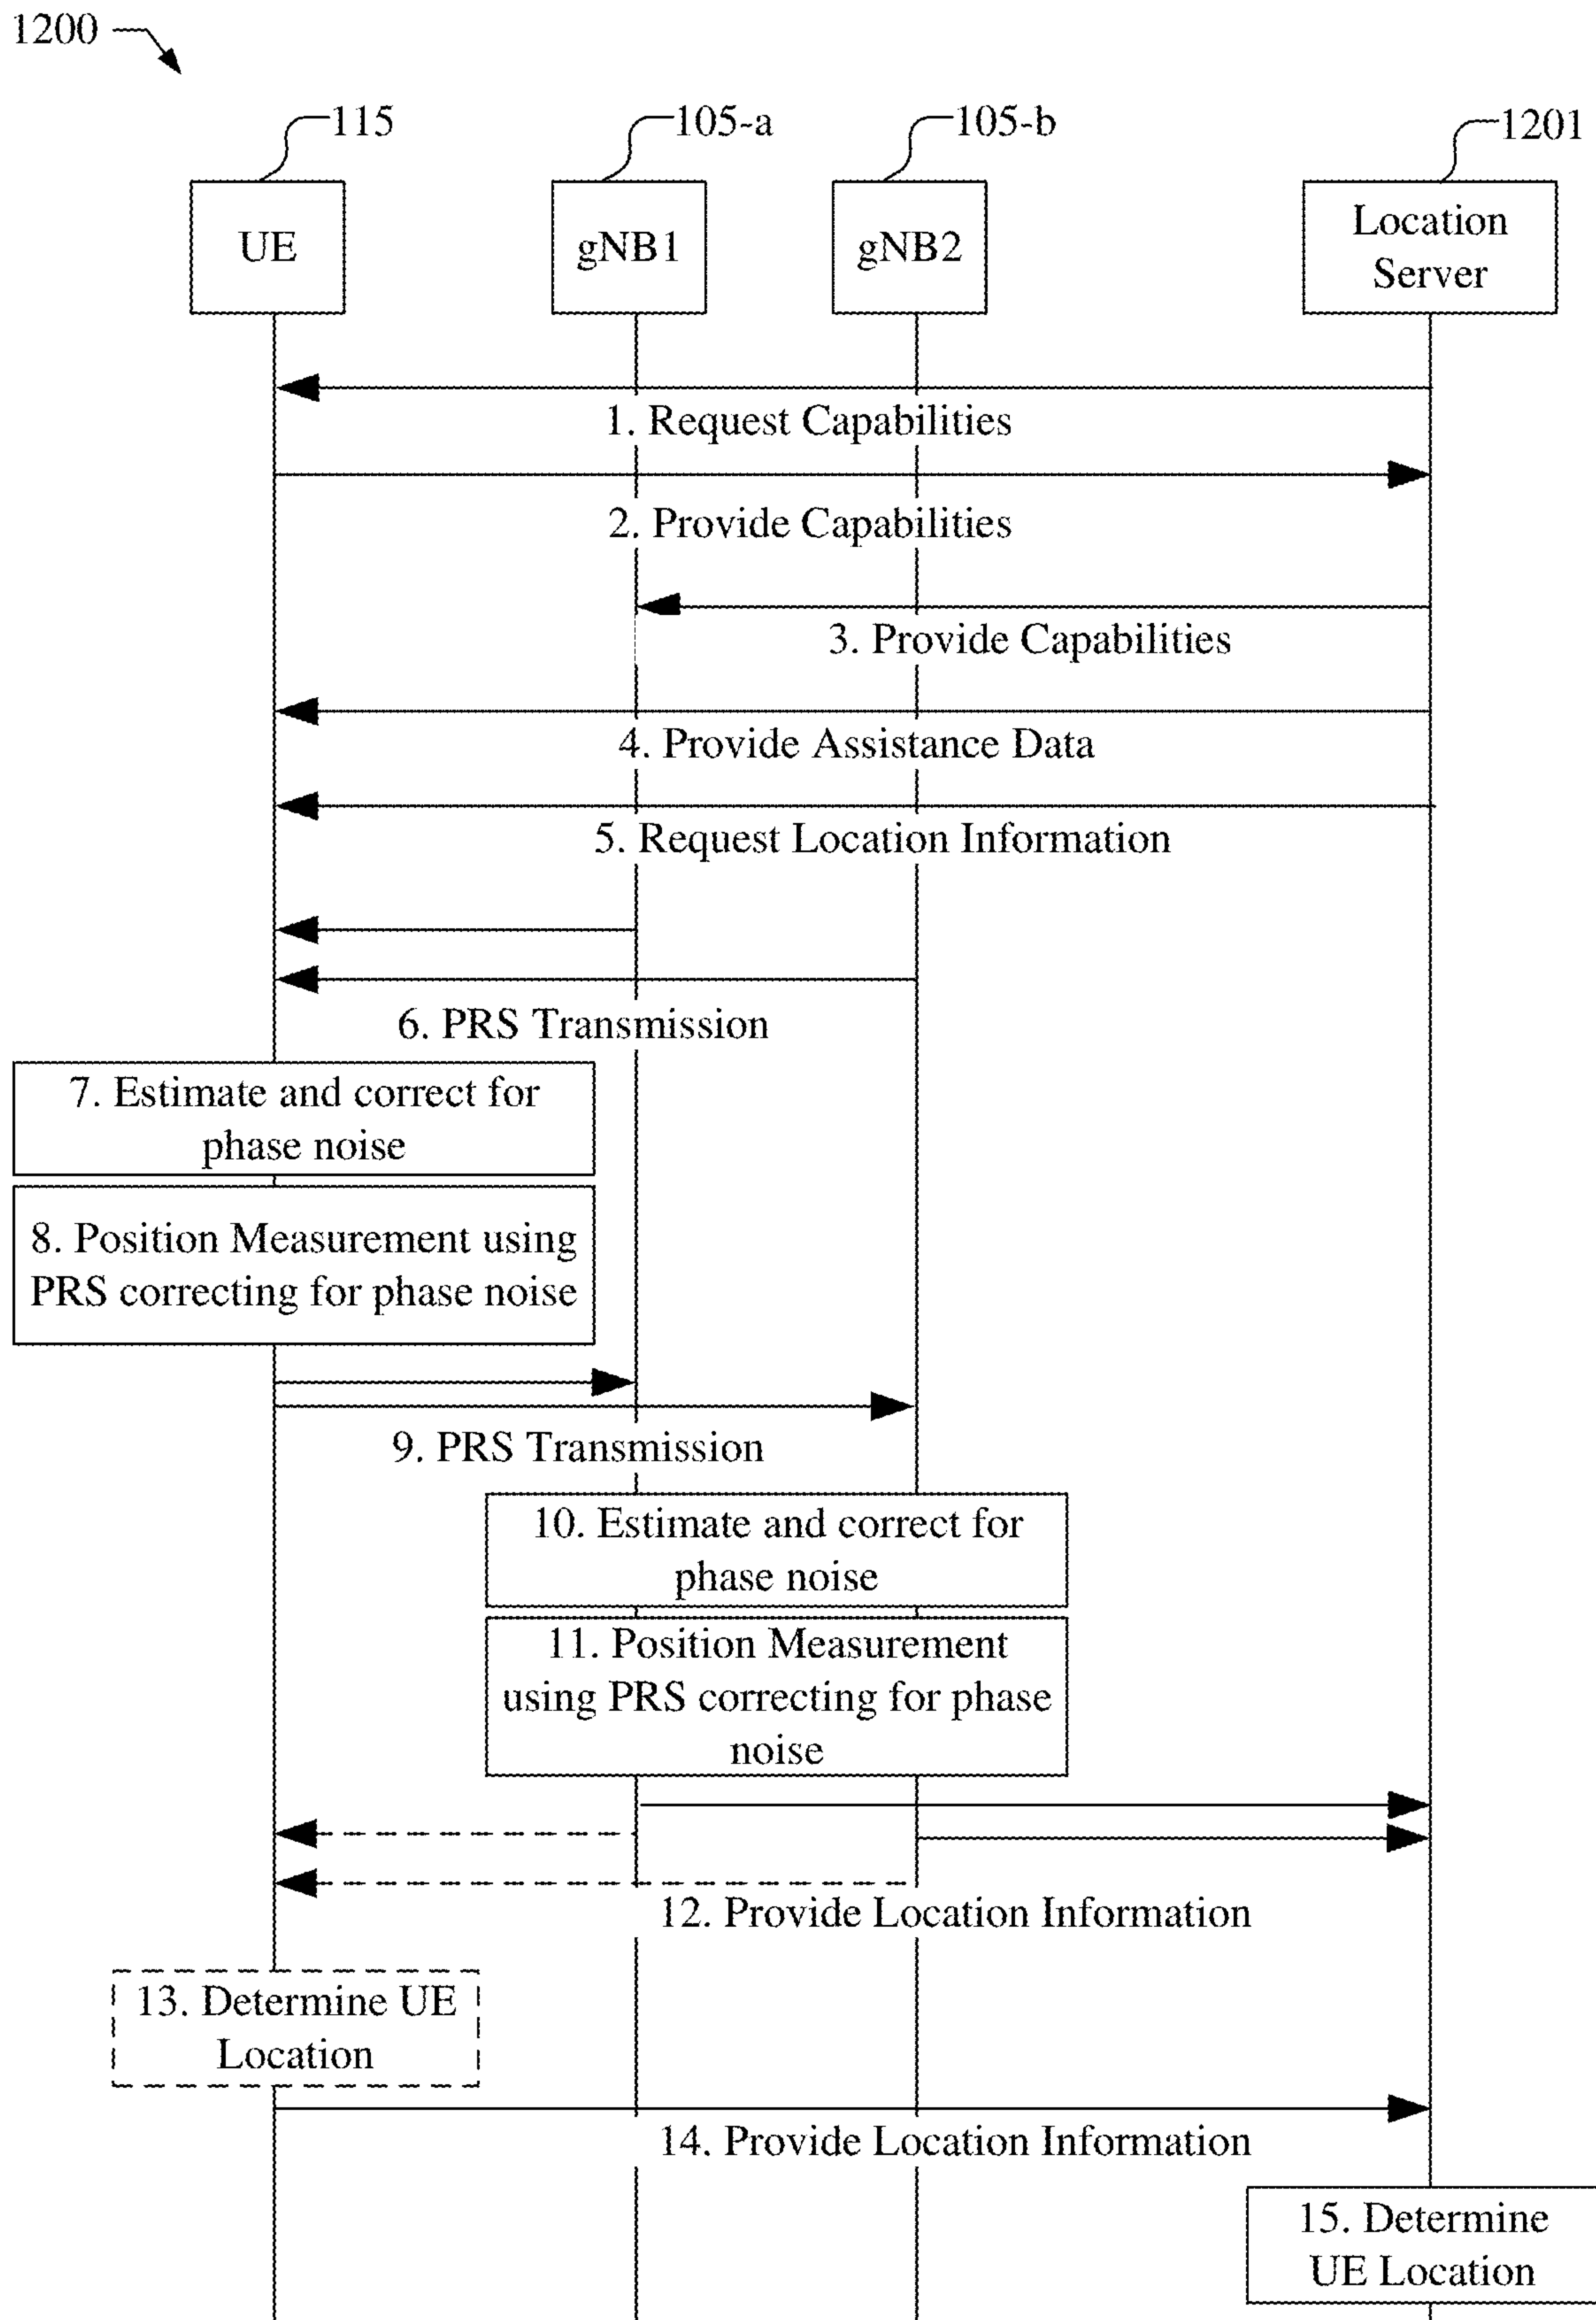 1200
115
105-a
105-b
1201
UE
gNB1
gNB2
Location
Server
1. Request Capabilities
2. Provide Capabilities
3. Provide Capabilities
4. Provide Assistance Data
5. Request Location Information
6. PRS Transmission
7. Estimate and correct for
phase noise
8. Position Measurement using
PRS correcting for phase noise
9. PRS Transmission
10. Estimate and correct for
phase noise
11. Position Measurement
using PRS correcting for phase
noise
12. Provide Location Information
13. Determine UE
Location
14. Provide Location Information
15. Determine
UE Location